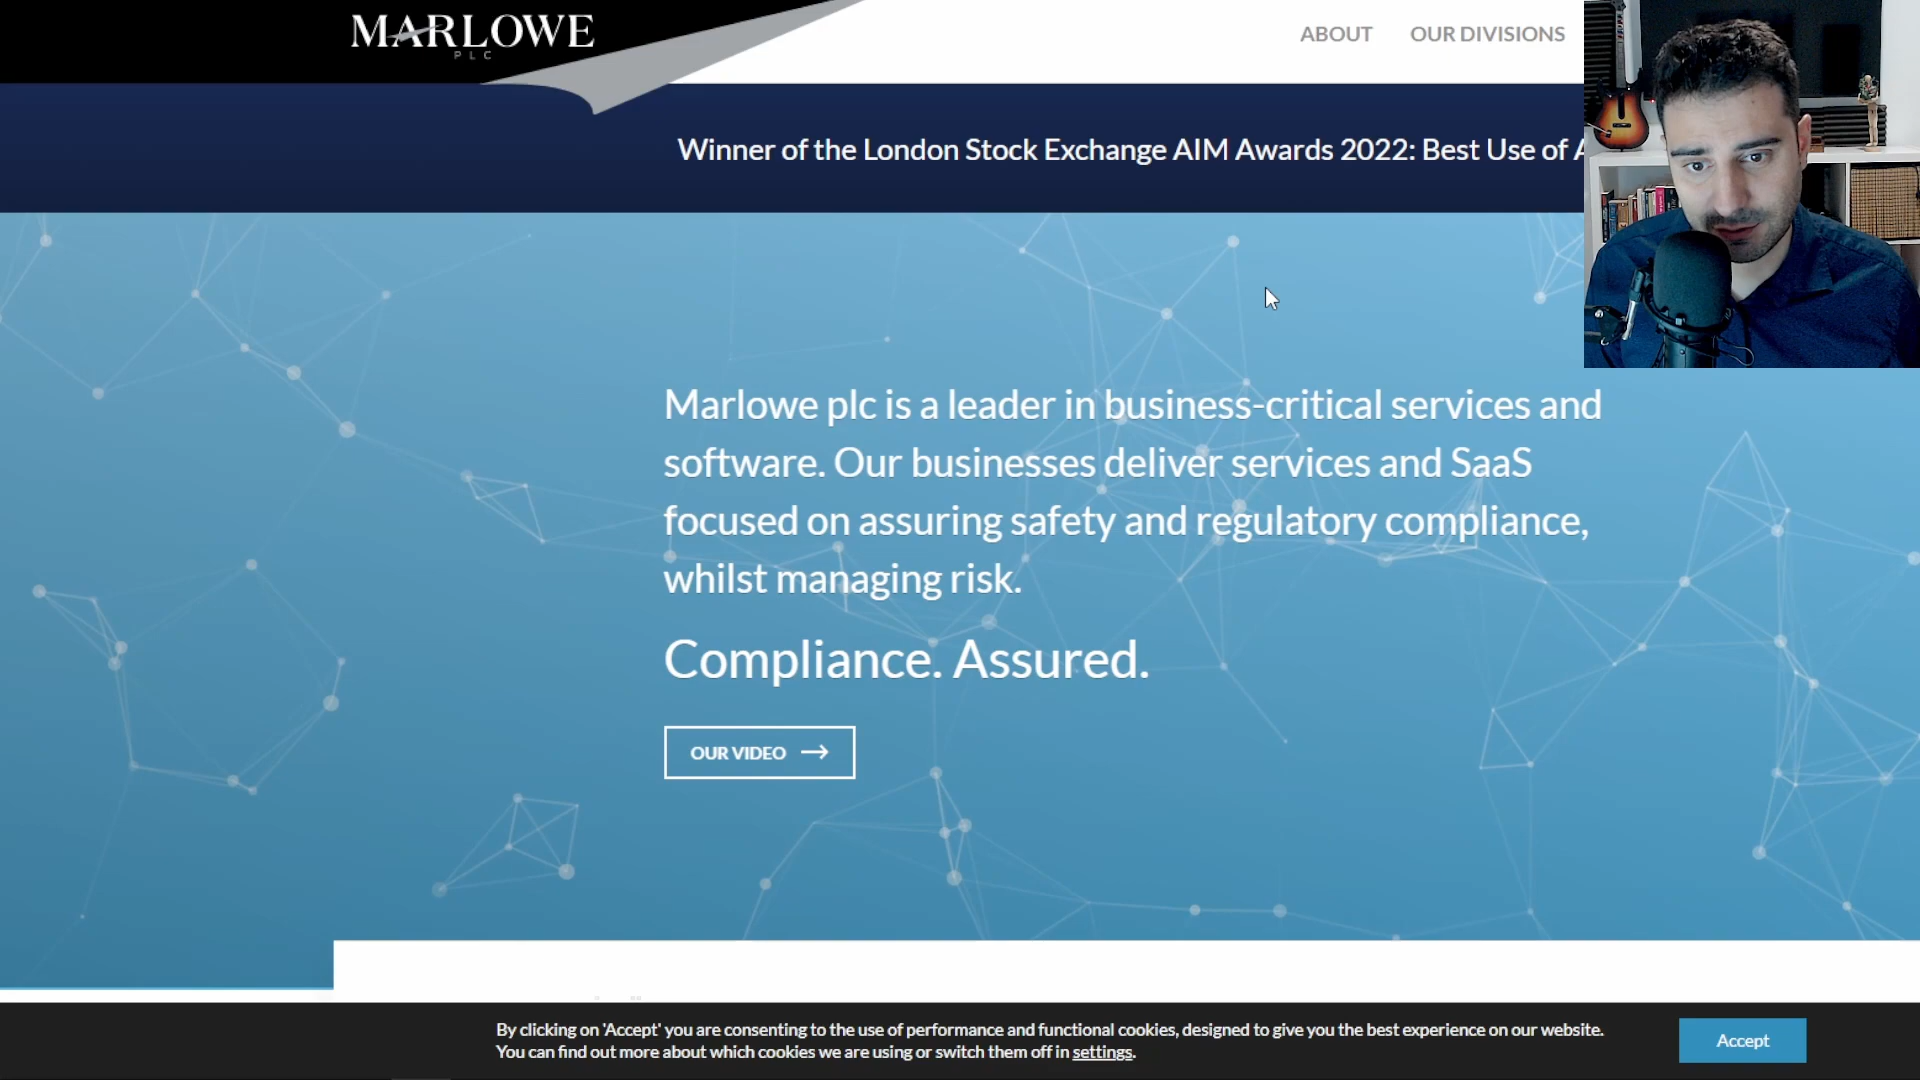 MARLOWE
PLC
ABOUT
OUR DIVISIONS
Winner of the London Stock Exchange AIM Awards 2022: Best Use of
Marlowe plc is a leader in business-critical services and
software. Our businesses deliver services and SaaS
focused on assuring safety and regulatory compliance,
whilst managing risk.
Compliance. Assured.
OUR VIDEO
By clicking on 'Accept' you are consenting to the use of performance and functional cookies, designed to give you the best experience on our website.
You can find out more about which cookies we are using or switch them off in settings.
Accept